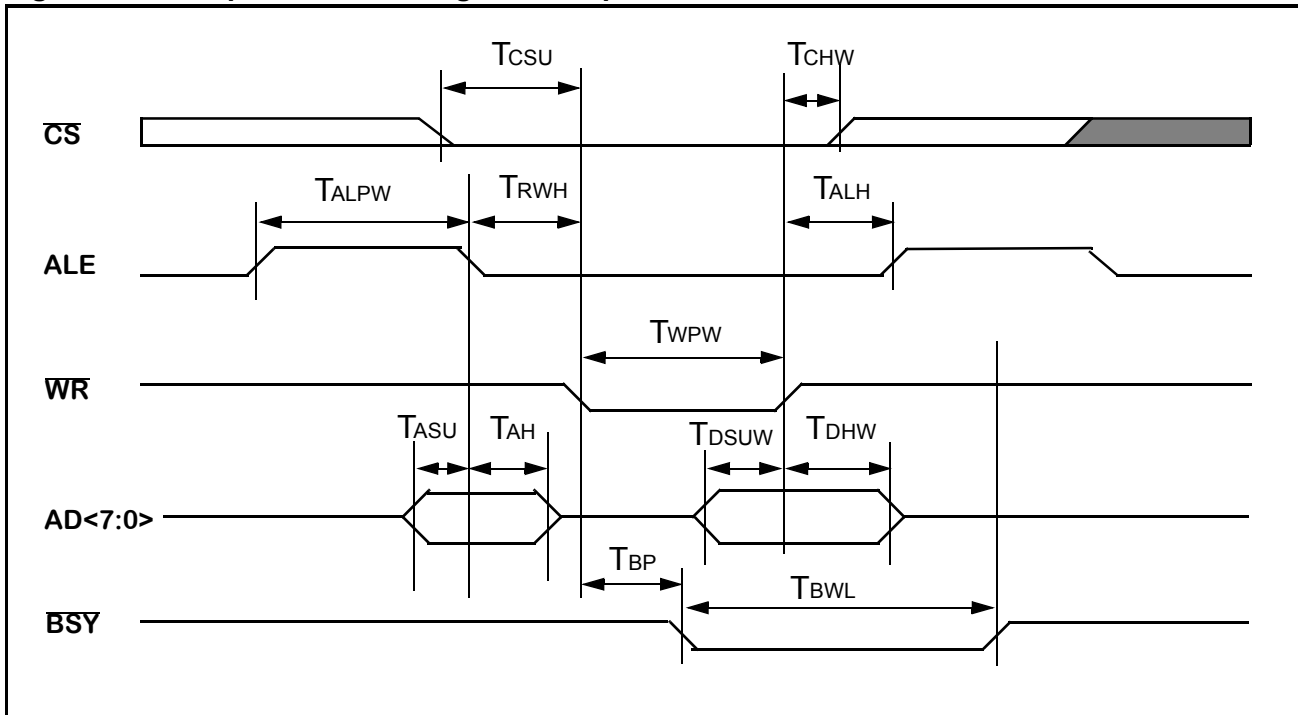 TCSU
TCHW
CS
TALPW
TRWH
TALH
ALE
TWPW
WR
TASU
TAH
TDSUW
TDHW
AD<7:0>
TBP
TBWL
BSY